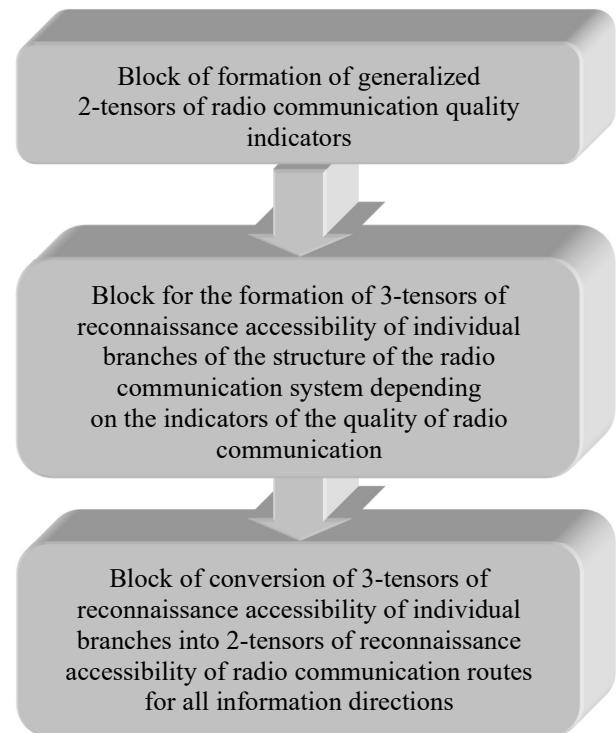 Block of formation of generalized
2-tensors of radio communication quality
indicators
Block for the formation of 3-tensors of
reconnaissance accessibility of individual
branches of the structure of the radio
communication system depending
on the indicators of the quality of radio
communication
Block of conversion of 3-tensors of
reconnaissance accessibility of individual
branches into 2-tensors of reconnaissance
accessibility of radio communication routes
for all information directions